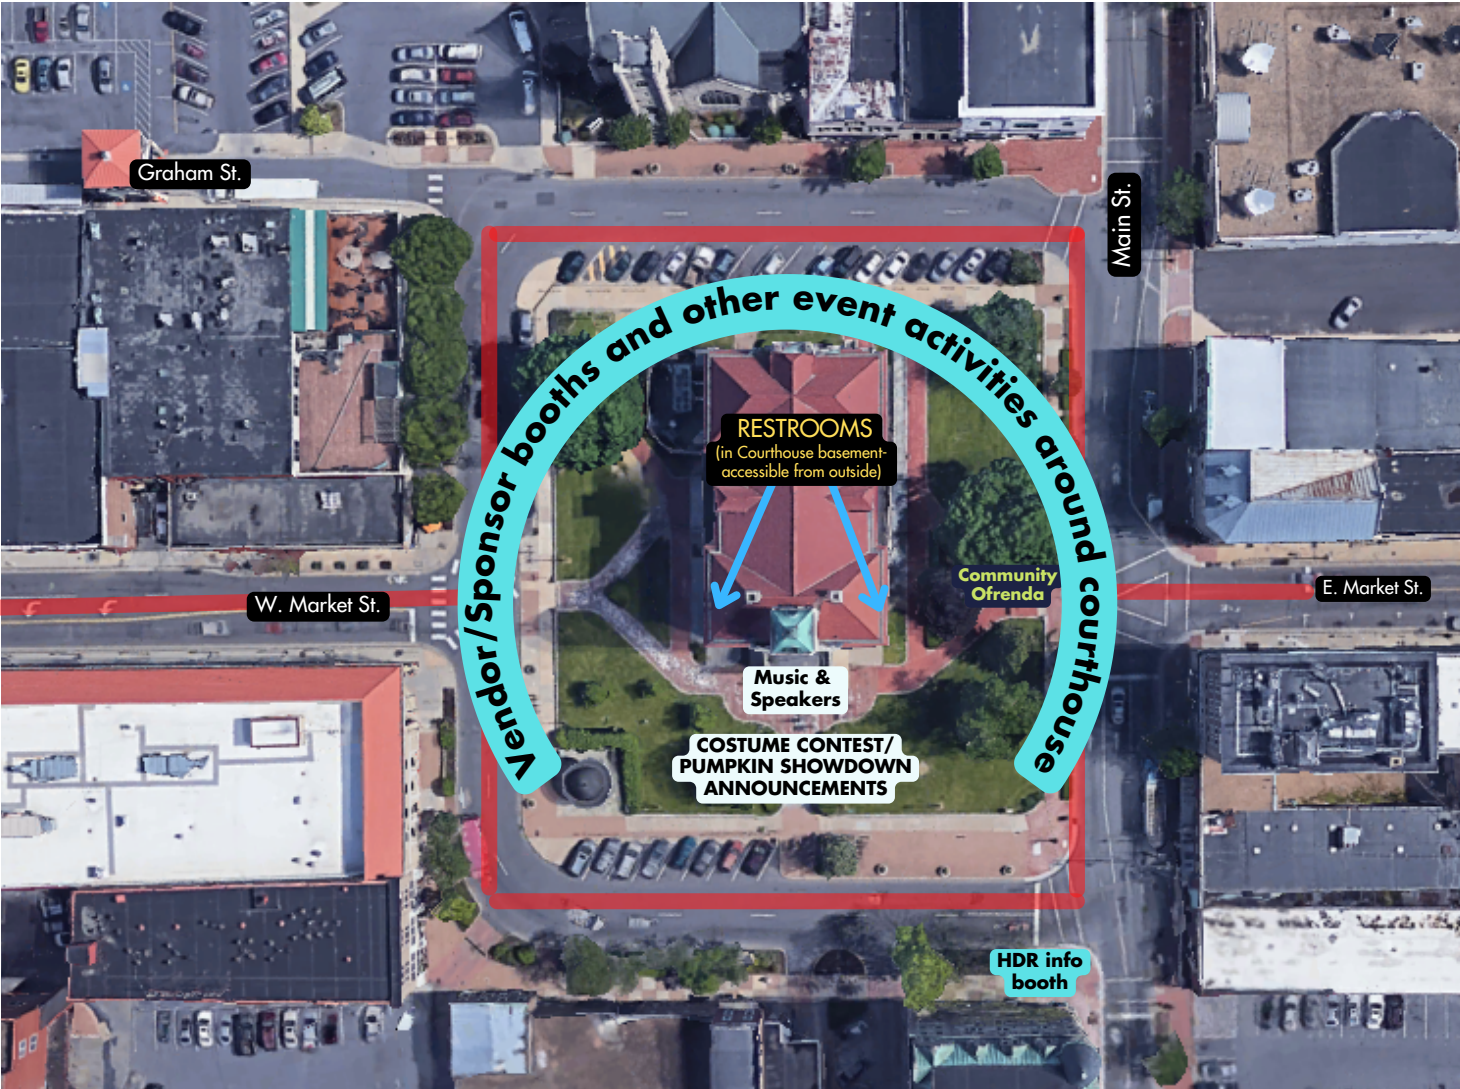 Graham St.
Main St.
Vendor/Sponsor booths and other event activities around courthouse
RESTROOMS
(in Courthouse basement-
accessible from outside)
Community
Ofrenda
E. Market St.
W. Market St.
Music &
Speakers
COSTUME CONTEST/
PUMPKIN SHOWDOWN
ANNOUNCEMENTS
HDR info
booth